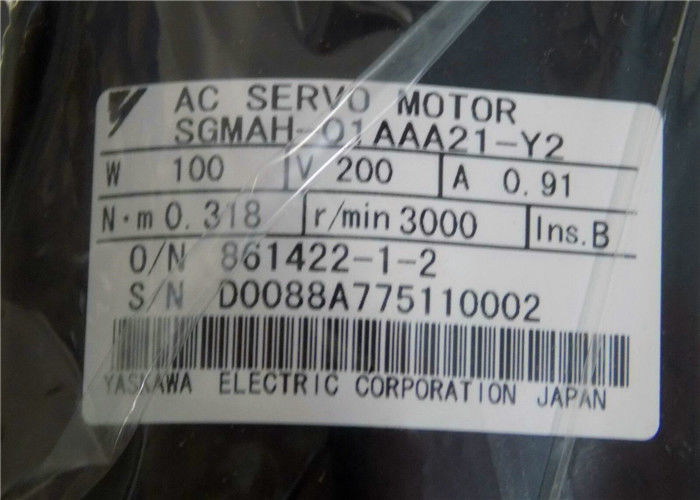 AC SERVO MOTOR
SGMAH-01AAA21-Y2
W 100 V 200 A 0.91
N·m 0.318 r/min 3000 Ins.B
O/N 861422-1-2
S/N D0088A775110002
YASKAWA ELECTRIC CORPORATION JAPAN